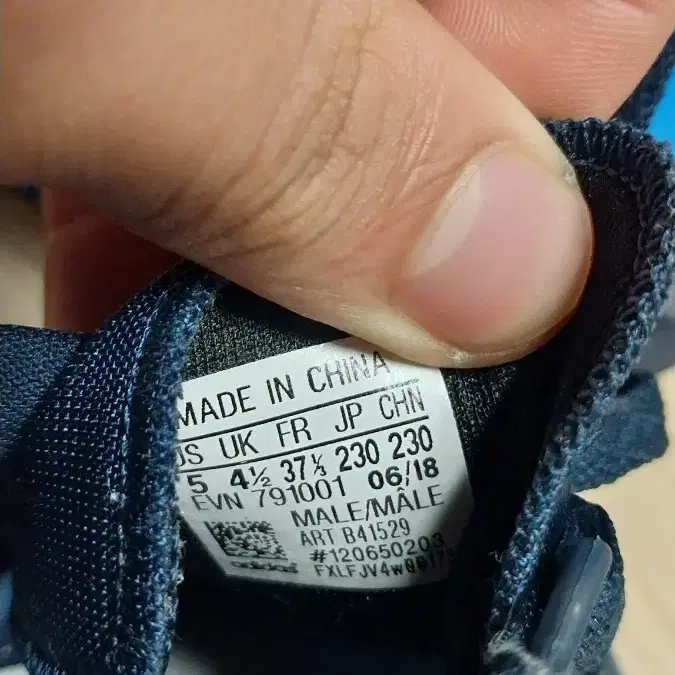 MADE IN CHINA
US UK FR JP CHN
5 4½ 37⅓ 230 230
EVN 791001 06/18
MALE/MÂLE
ART B41529
#120650203
adidas